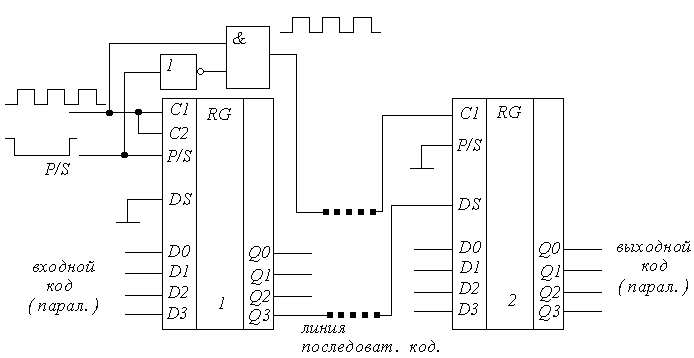 &
1
C1 RG
C2
P/S
P/S
DS
D0
D1
D2
D3
Q0
Q1
Q2
Q3
1
входной
код
(парал.)
C1 RG
P/S
DS
D0
D1
D2
D3
Q0
Q1
Q2
Q3
2
выходной
код
(парал.)
линия
последоват. код.